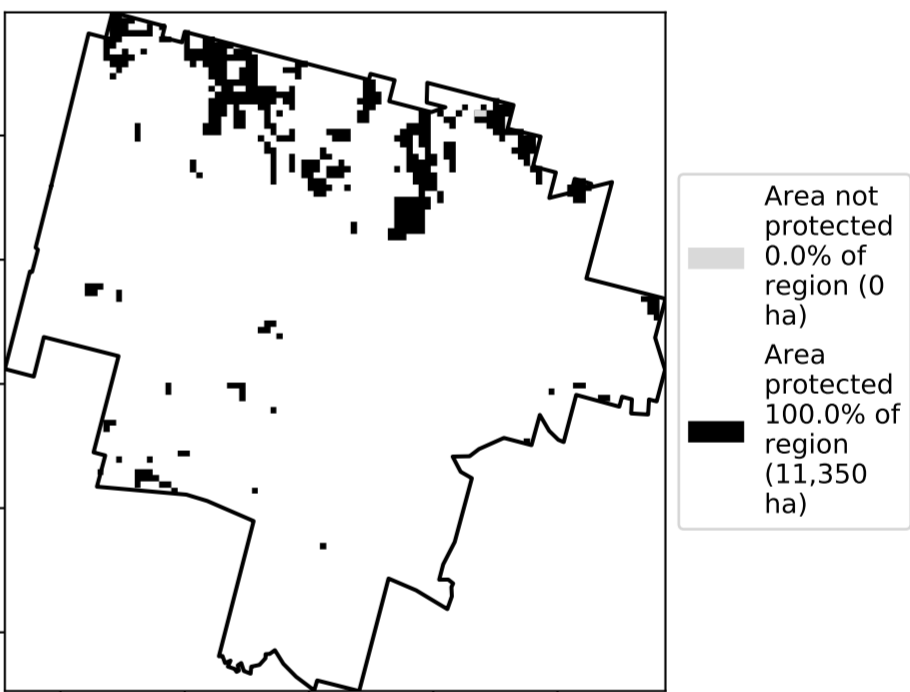 Area not
protected
0.0% of
region (0
ha)
Area
protected
100.0% of
region
(11,350
ha)